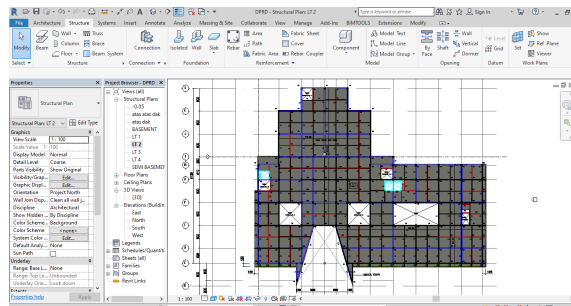 DPRD - Structural Plan: LT 2
Type a keyword or phrase
Sign In
File Architecture Structure Systems Insert Annotate Analyze Massing & Site Collaborate View Manage Add-Ins BIMTOOLS Extensions Modify
Modify
Beam
Wall
Column
Floor
Truss
Brace
Beam System
Connection
Isolated
Wall
Slab
Rebar
Area
Path
Fabric Area
Fabric Sheet
Cover
Rebar Coupler
Component
Model Text
Model Line
Model Group
By Face
Shaft
Wall
Vertical
Dormer
Level
Grid
Set
Show
Ref Plane
Viewer
Select
Structure
Connection
Foundation
Reinforcement
Model
Opening
Datum
Work Plane
Properties
Structural Plan
Structural Plan: LT 2
Edit Type
Graphics
View Scale 1 : 100
Scale Value 1: 100
Display Model Normal
Detail Level Coarse
Parts Visibility Show Original
Visibility/Grap... Edit...
Graphic Displ... Edit...
Orientation Project North
Wall Join Disp... Clean all wall j...
Discipline Architectural
Show Hidden ... By Discipline
Color Scheme... Background
Color Scheme <none>
System Color ... Edit...
Default Analy... None
Sun Path
Underlay
Range: Base L... None
Range: Top Le... Unbounded
Underlay Orie... Look down
Extents
Properties help
Apply
Project Browser - DPRD
Views (all)
Structural Plans
-0.05
atas atas dak
atas dak
BASEMENT
LT 1
LT 2
LT 3
LT 4
SEMI BASEMEN
Floor Plans
Ceiling Plans
3D Views
{3D}
Elevations (Buildin
East
North
South
West
Legends
Schedules/Quantiti
Sheets (all)
Families
Groups
Revit Links
1 : 100